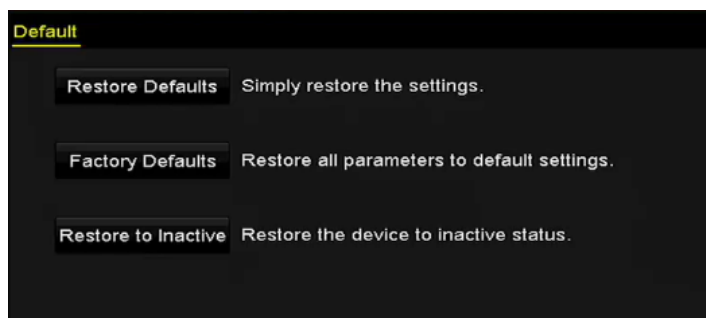 Default
Restore Defaults Simply restore the settings.
Factory Defaults Restore all parameters to default settings.
Restore to Inactive Restore the device to inactive status.